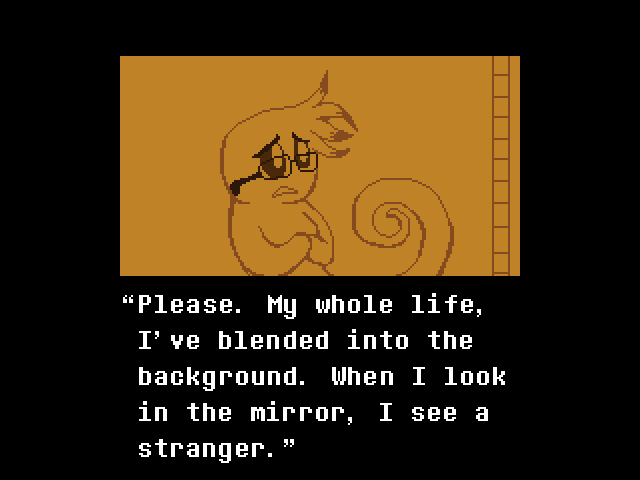 “Please. My whole life,
I've blended into the
background. When I look
in the mirror, I see a
stranger.”